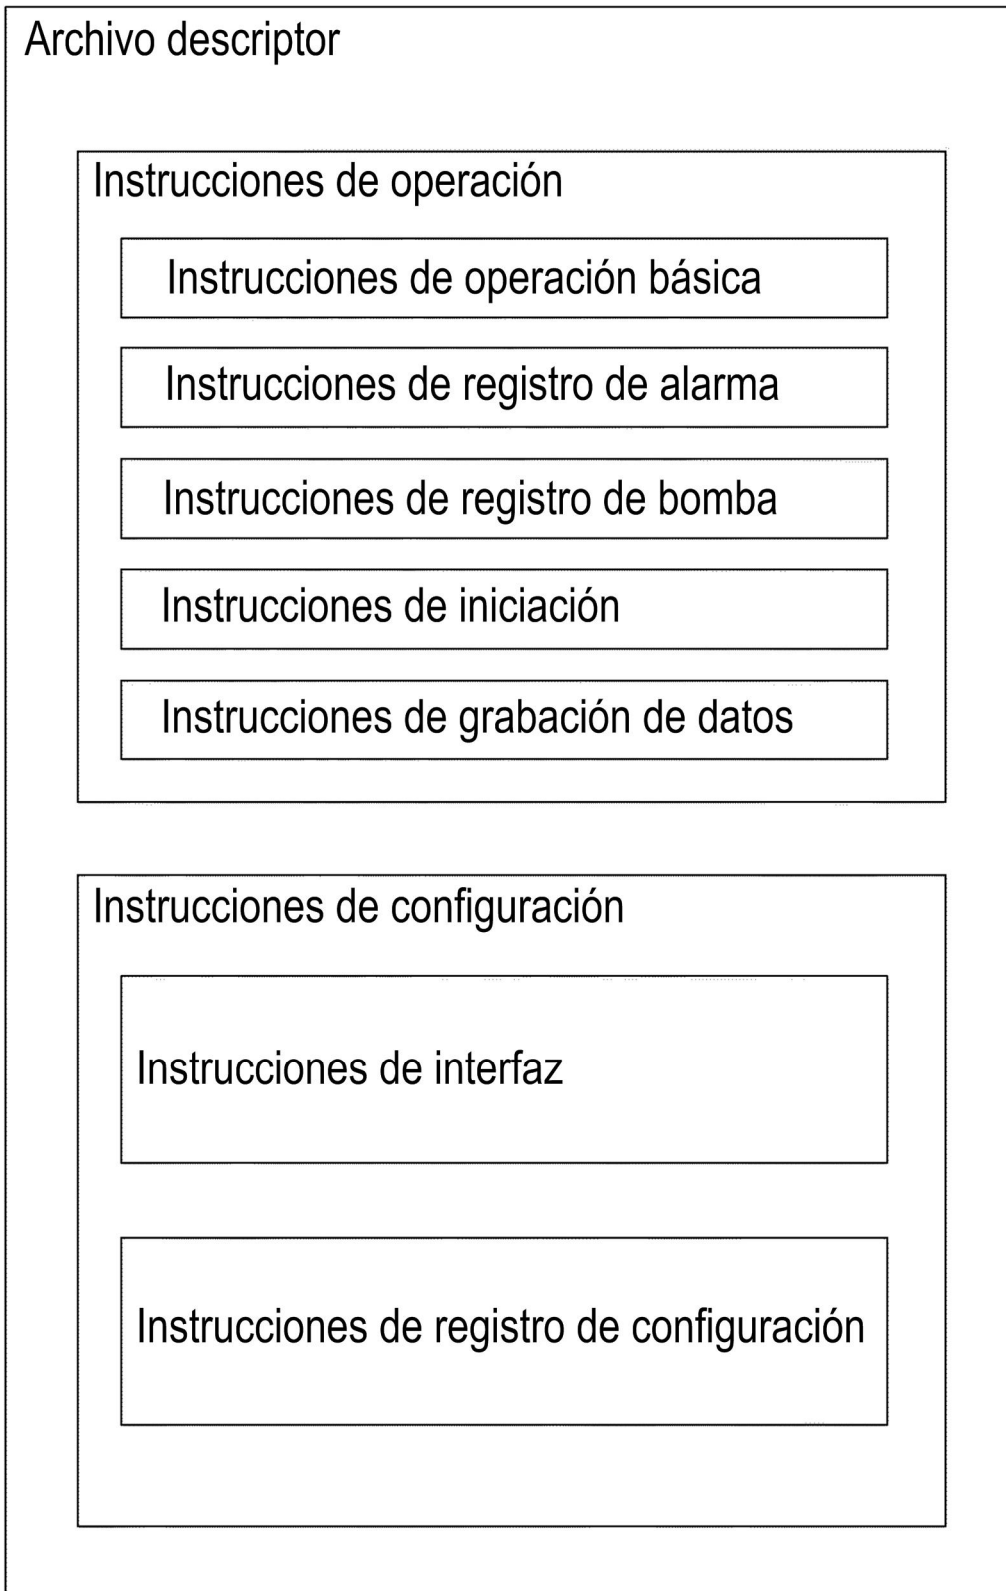 Archivo descriptor
Instrucciones de operación
Instrucciones de operación básica
Instrucciones de registro de alarma
Instrucciones de registro de bomba
Instrucciones de iniciación
Instrucciones de grabación de datos
Instrucciones de configuración
Instrucciones de interfaz
Instrucciones de registro de configuración